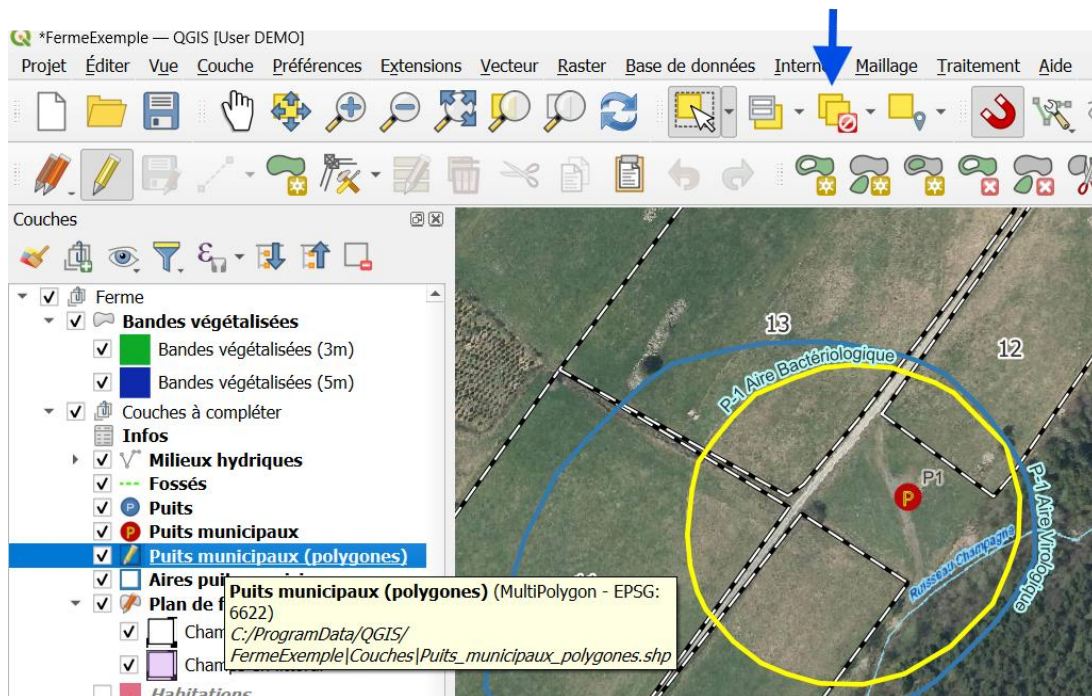 *FermeExemple — QGIS [User DEMO]
Projet Éditer Vue Couche Préférences Extensions Vecteur Raster Base de données Interne Maillage Traitement Aide
Couches
Ferme
Bandes végétalisées
Bandes végétalisées (3m)
Bandes végétalisées (5m)
Couches à compléter
Infos
Milieux hydriques
Fossés
Puits
Puits municipaux
Puits municipaux (polygones)
Aires
Plan de f
Cham
Cham
Habitations
Puits municipaux (polygones) (MultiPolygon - EPSG:
6622)
C:/ProgramData/QGIS/
FermeExemple|Couches|Puits_municipaux_polygones.shp
13
12
P-1 Aire Bactériologique
P1
P
P-1 Aire Virologique
Ruisseau Champagne